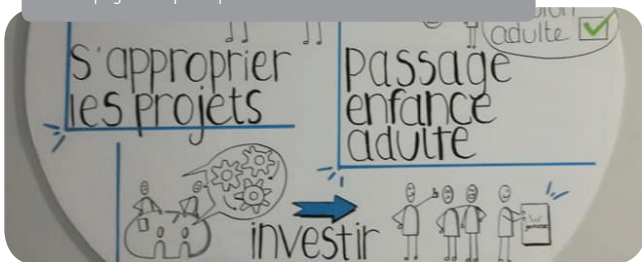 adulte
s'approprier
les projets
passage
enfance
adulte
investir